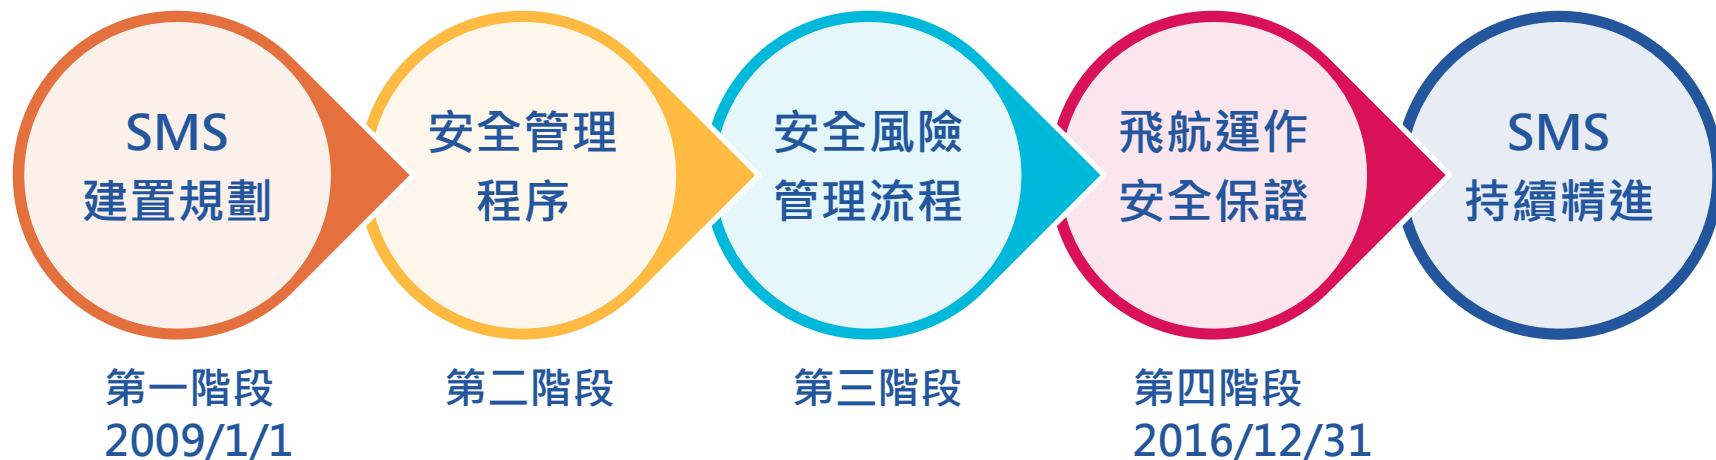 SMS
建置規劃
安全管理
程序
安全風險
管理流程
飛航運作
安全保證
SMS
持續精進
第一階段
2009/1/1
第二階段
第三階段
第四階段
2016/12/31